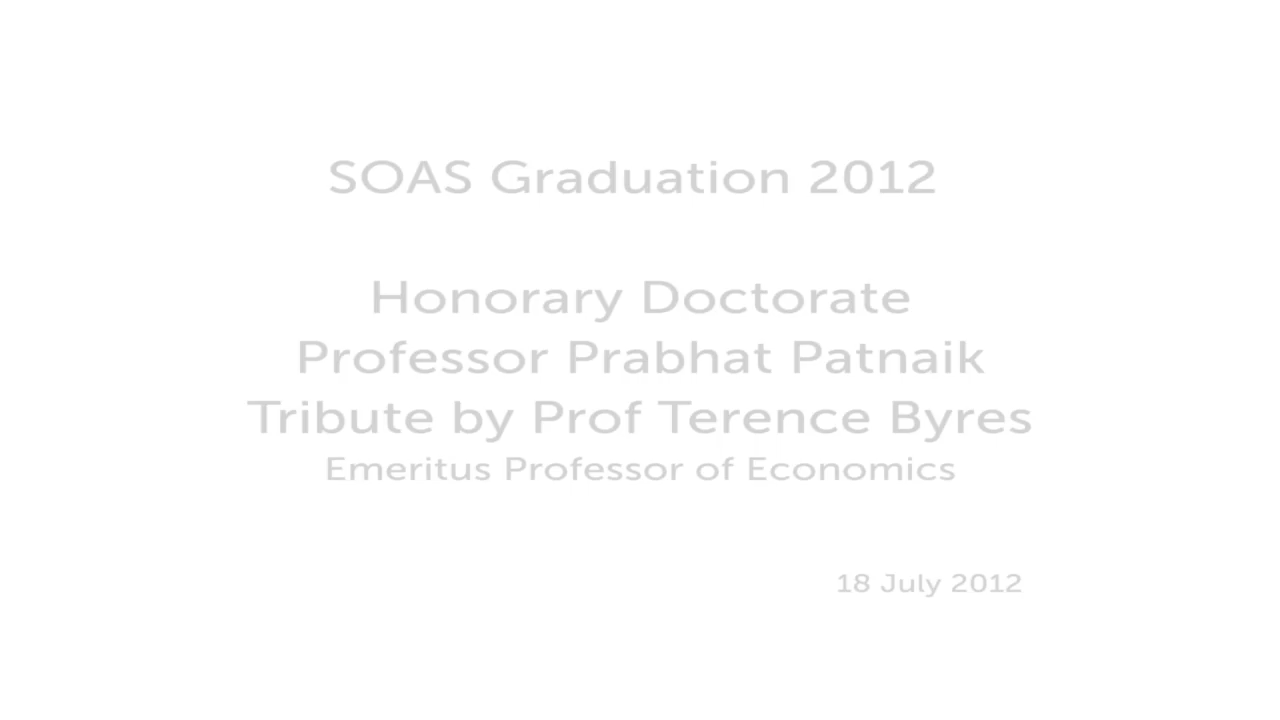 SOAS Graduation 2012
Honorary Doctorate
Professor Prabhat Patnaik
Tribute by Prof Terence Byres
Emeritus Professor of Economics
18 July 2012